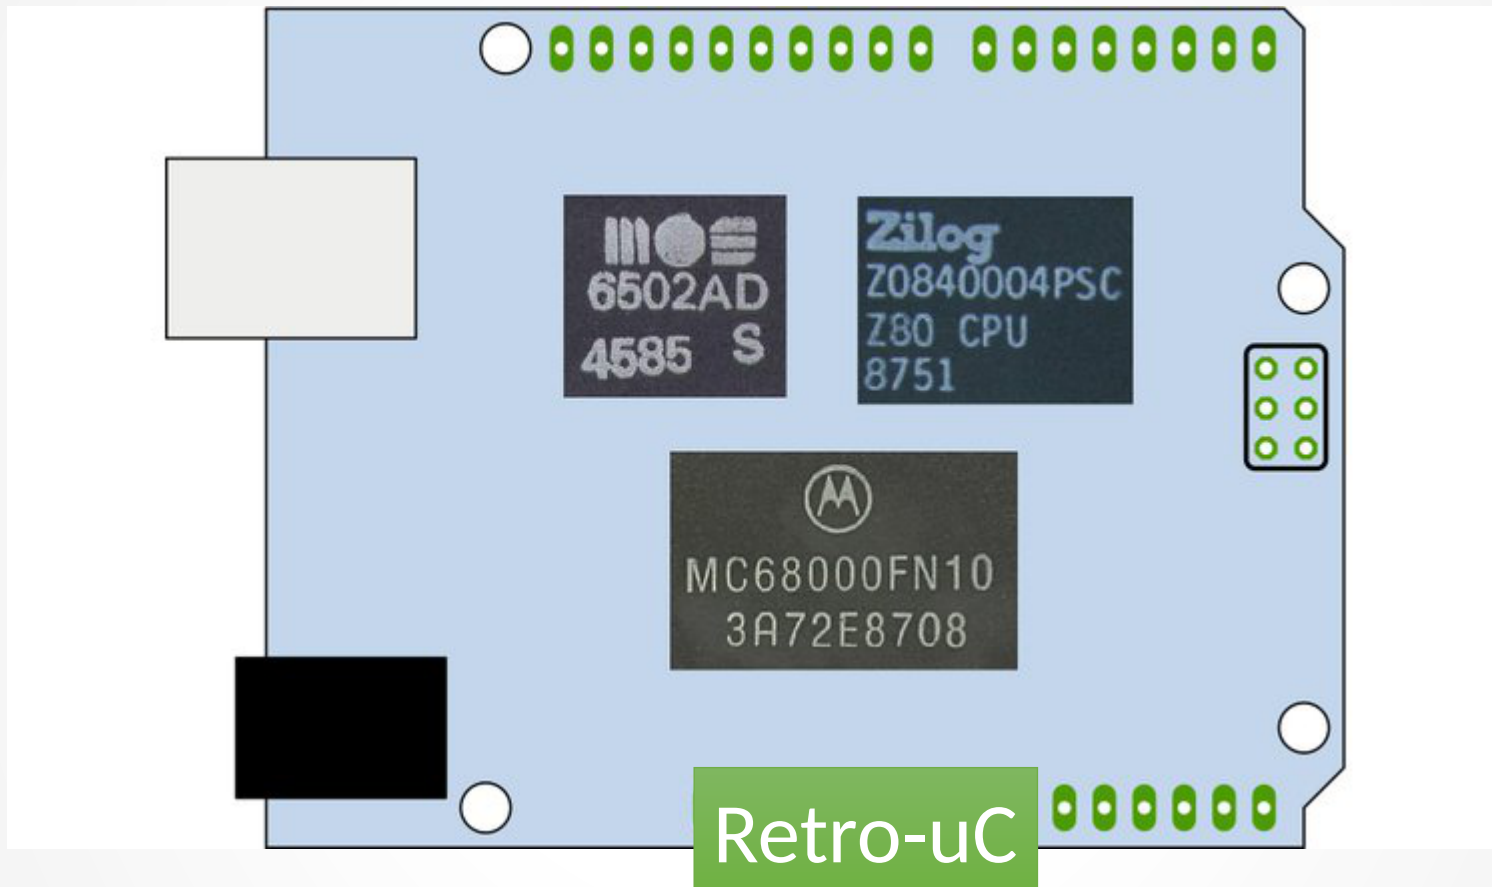 mos
6502AD
4585 S
Zilog
Z0840004PSC
Z80 CPU
8751
MC68000FN10
3A72E8708
Retro-uC